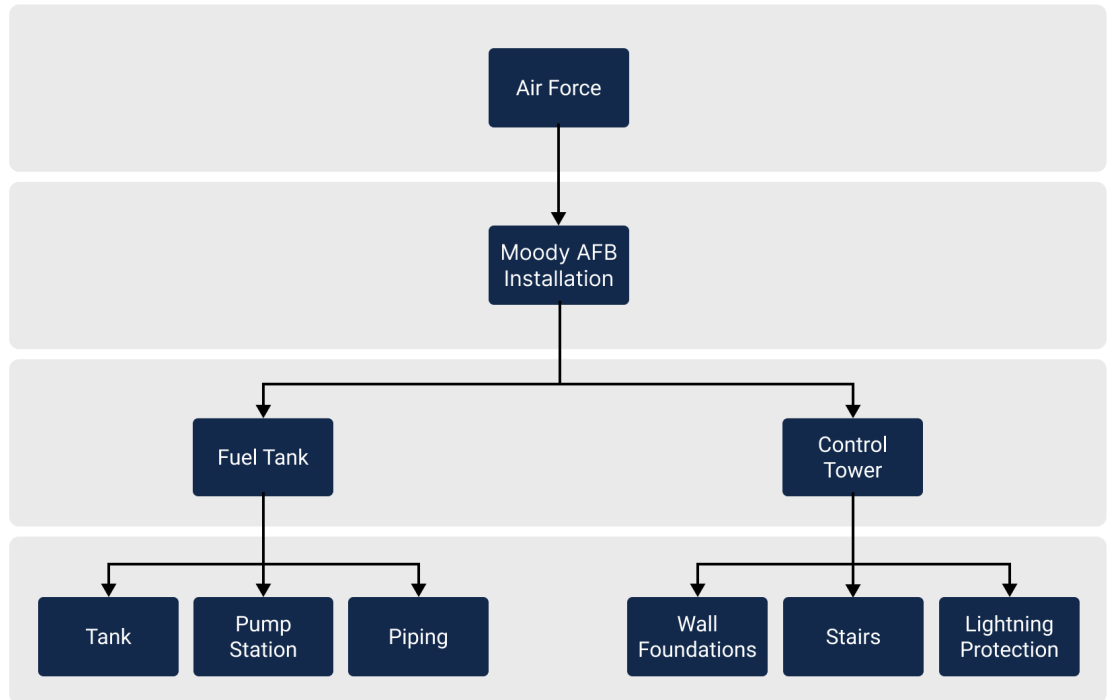 Air Force
Moody AFB
Installation
Fuel Tank
Control
Tower
Tank
Pump
Station
Piping
Wall
Foundations
Stairs
Lightning
Protection